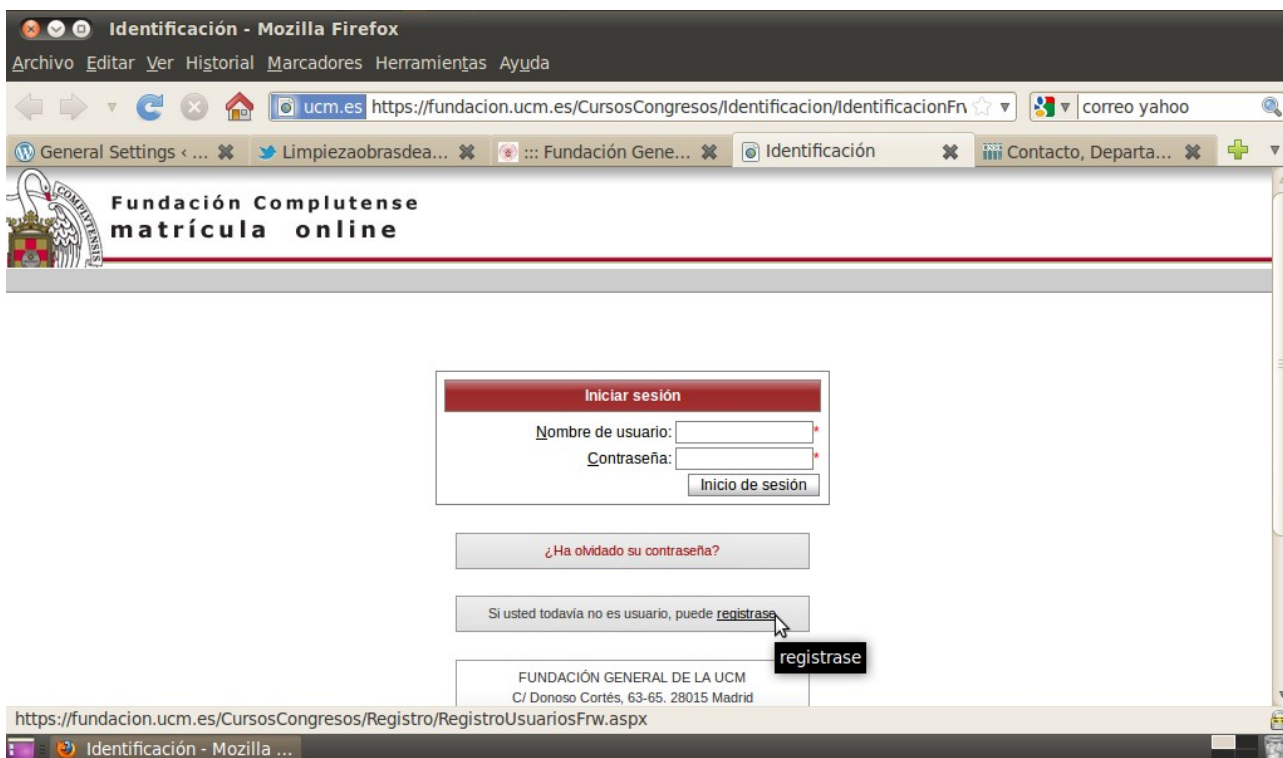 Identificación - Mozilla Firefox
Archivo Editar Ver Historial Marcadores Herramientas Ayuda
ucm.es https://fundacion.ucm.es/CursosCongresos/Identificacion/IdentificacionFrv correo yahoo
General Settings < ... Limpiezaobrasdea... ::: Fundación Gene... Identificación Contacto, Departa...
Fundación Complutense
matrícula online
Iniciar sesión
Nombre de usuario: *
Contraseña: *
Inicio de sesión
¿Ha olvidado su contraseña?
Si usted todavía no es usuario, puede registrase
registrase
FUNDACIÓN GENERAL DE LA UCM
C/ Donoso Cortés, 63-65. 28015 Madrid
https://fundacion.ucm.es/CursosCongresos/Registro/RegistroUsuariosFrw.aspx
Identificación - Mozilla ...